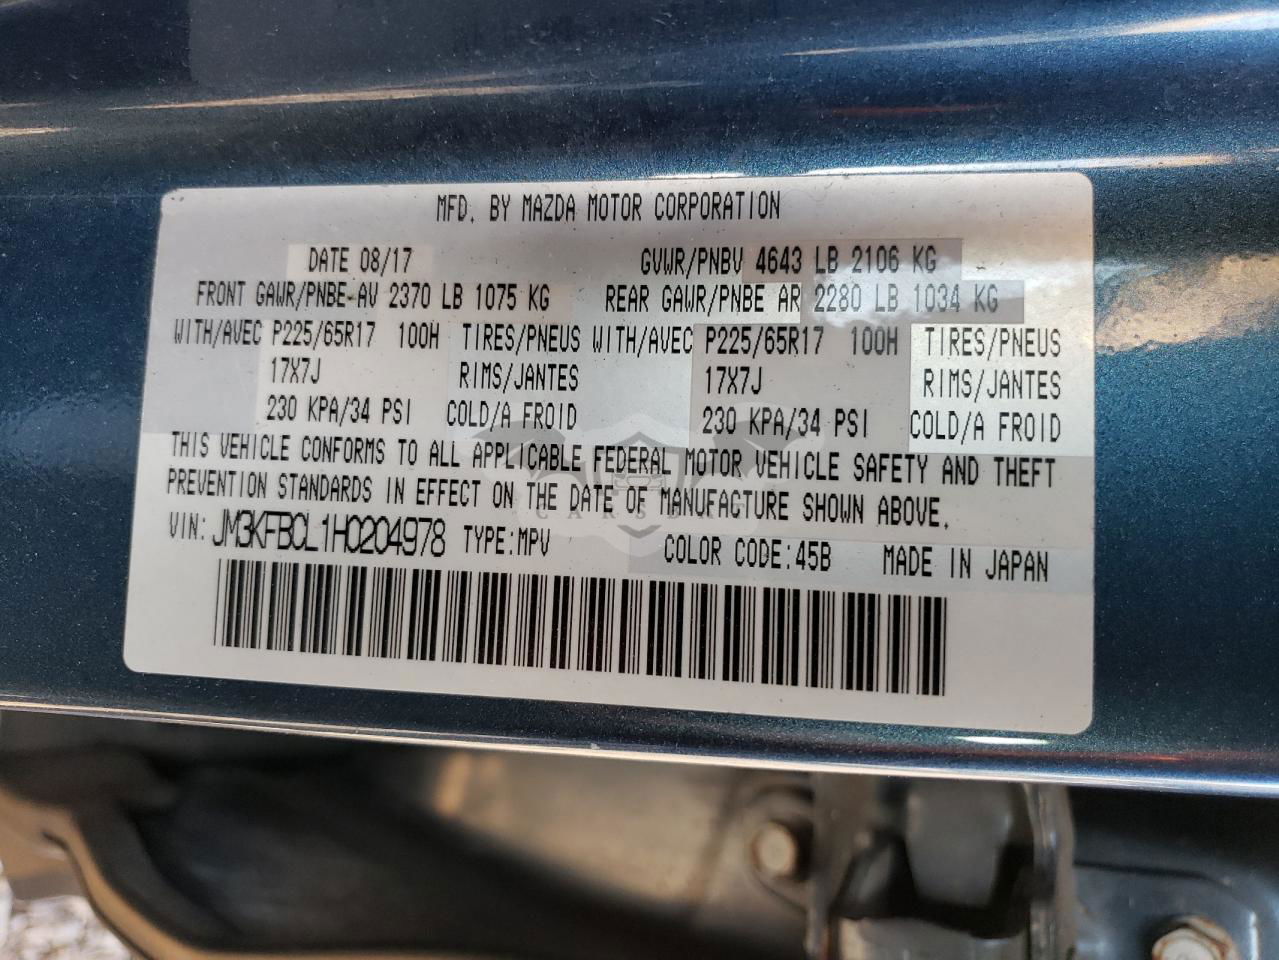 MFD. BY MAZDA MOTOR CORPORATION
DATE 08/17 GVWR/PNBV 4643 LB 2106 KG
FRONT GAWR/PNBE AV 2370 LB 1075 KG REAR GAWR/PNBE AR 2280 LB 1034 KG
WITH/AVEC P225/65R17 100H TIRES/PNEUS WITH/AVEC P225/65R17 100H TIRES/PNEUS
17X7J RIMS/JANTES 17X7J RIMS/JANTES
230 KPA/34 PSI COLD/A FROID 230 KPA/34 PSI COLD/A FROID
THIS VEHICLE CONFORMS TO ALL APPLICABLE FEDERAL MOTOR VEHICLE SAFETY AND THEFT
PREVENTION STANDARDS IN EFFECT ON THE DATE OF MANUFACTURE SHOWN ABOVE.
VIN: JM3KFBCL1H0204978 TYPE:MPV COLOR CODE:45B MADE IN JAPAN